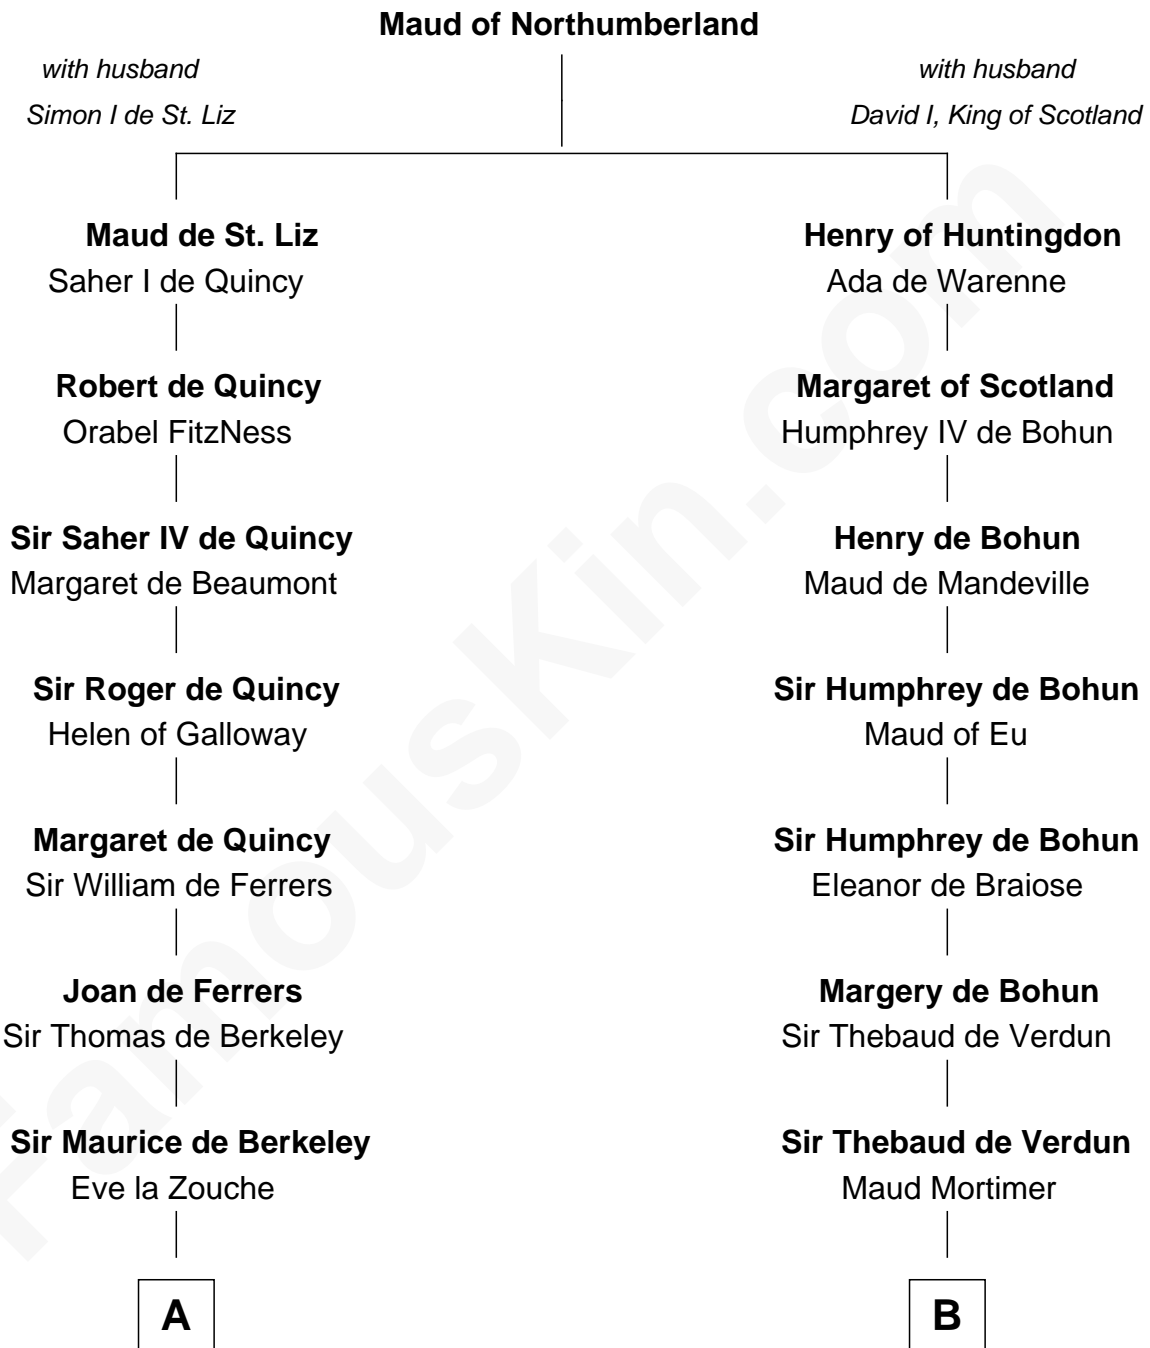 Maud of Northumberland
with husband
Simon I de St. Liz
with husband
David I, King of Scotland
Maud de St. Liz
Saher I de Quincy
Henry of Huntingdon
Ada de Warenne
Robert de Quincy
Orabel FitzNess
Margaret of Scotland
Humphrey IV de Bohun
Sir Saher IV de Quincy
Margaret de Beaumont
Henry de Bohun
Maud de Mandeville
Sir Roger de Quincy
Helen of Galloway
Sir Humphrey de Bohun
Maud of Eu
Margaret de Quincy
Sir William de Ferrers
Sir Humphrey de Bohun
Eleanor de Braiose
Joan de Ferrers
Sir Thomas de Berkeley
Margery de Bohun
Sir Thebaud de Verdun
Sir Maurice de Berkeley
Eve la Zouche
Sir Thebaud de Verdun
Maud Mortimer
A
B
FamousKin.com